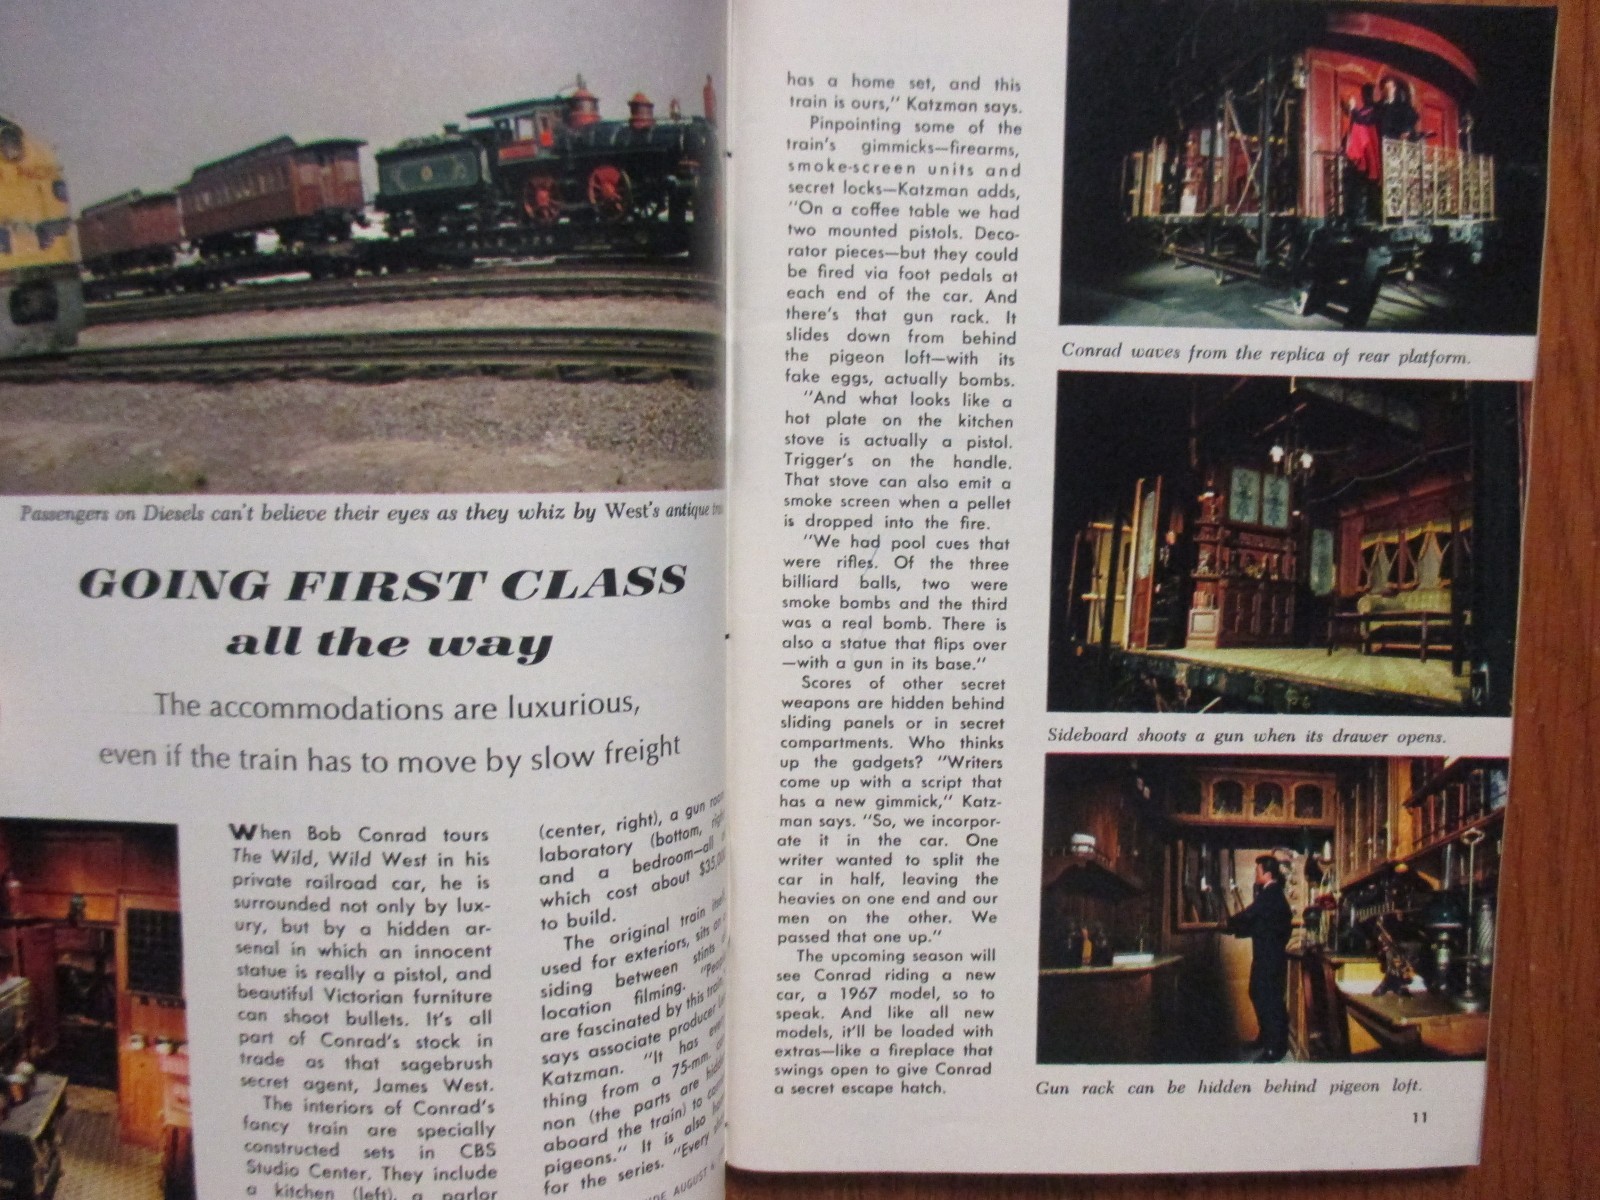 Passengers on Diesels can't believe their eyes as they whiz by West's antique
GOING FIRST CLASS
all the way
The accommodations are luxurious,
even if the train has to move by slow freight
When Bob Conrad tours
The Wild, Wild West in his
private railroad car, he is
surrounded not only by lux-
ury, but by a hidden ar-
senal in which an innocent
statue is really a pistol, and
beautiful Victorian furniture
can shoot bullets. It's all
part of Conrad's stock in
trade as that sagebrush
secret agent, James West.
The interiors of Conrad's
fancy train are specially
constructed sets in CBS
Studio Center. They include
a kitchen (left), a parlor
(center, right), a gun
laboratory (bottom,
and a bedroom—all
which cost about
to build.
The original train
used for exteriors, sits
siding between stints
location filming.
are fascinated by this train,
says associate producer
Katzman. "It has
thing from a 75-mm.
non (the parts are
aboard the train) to
pigeons." It is also
for the series. "Every
AUGUST
has a home set, and this
train is ours," Katzman says.
Pinpointing some of the
train's gimmicks—firearms,
smoke-screen units and
secret locks—Katzman adds,
"On a coffee table we had
two mounted pistols. Deco-
rator pieces—but they could
be fired via foot pedals at
each end of the car. And
there's that gun rack. It
slides down from behind
the pigeon loft—with its
fake eggs, actually bombs.
"And what looks like a
hot plate on the kitchen
stove is actually a pistol.
Trigger's on the handle.
That stove can also emit a
smoke screen when a pellet
is dropped into the fire.
"We had pool cues that
were rifles. Of the three
billiard balls, two were
smoke bombs and the third
was a real bomb. There is
also a statue that flips over
—with a gun in its base."
Scores of other secret
weapons are hidden behind
sliding panels or in secret
compartments. Who thinks
up the gadgets? "Writers
come up with a script that
has a new gimmick," Katz-
man says. "So, we incorpor-
ate it in the car. One
writer wanted to split the
car in half, leaving the
heavies on one end and our
men on the other. We
passed that one up."
The upcoming season will
see Conrad riding a new
car, a 1967 model, so to
speak. And like all new
models, it'll be loaded with
extras—like a fireplace that
swings open to give Conrad
a secret escape hatch.
Conrad waves from the replica of rear platform.
Sideboard shoots a gun when its drawer opens.
Gun rack can be hidden behind pigeon loft.
11